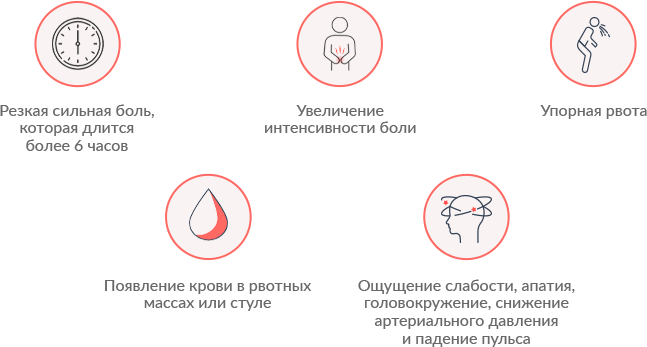 Резкая сильная боль,
которая длится
более 6 часов
Увеличение
интенсивности боли
Упорная рвота
Появление крови в рвотных
массах или стуле
Ощущение слабости, апатия,
головокружение, снижение
артериального давления
и падение пульса